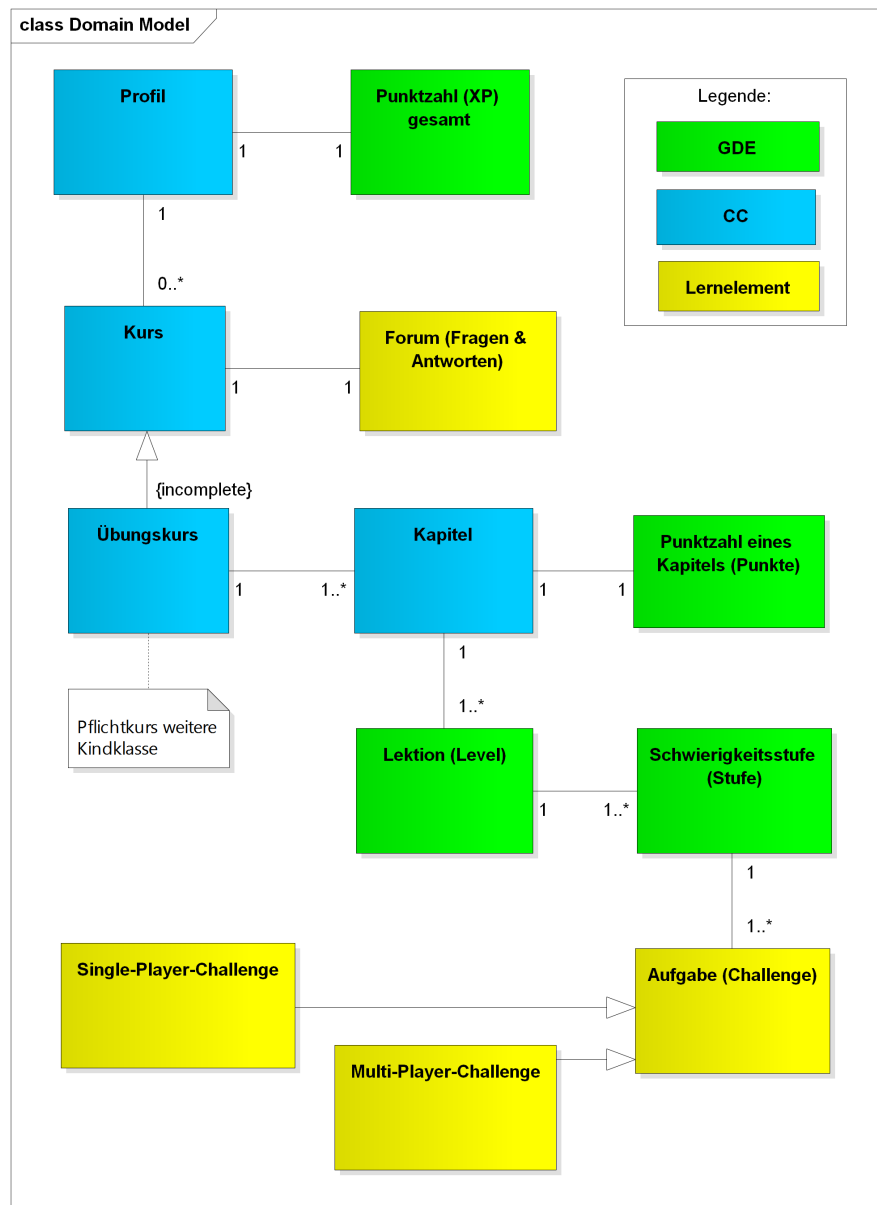 class Domain Model
Profil
Punktzahl (XP)
gesamt
Legende:
GDE
CC
Lernelement
1
1
1
0..*
Kurs
Forum (Fragen &
Antworten)
1
1
{incomplete}
Übungskurs
Kapitel
Punktzahl eines
Kapitels (Punkte)
1
1..*
1
1
1
1..*
Pflichtkurs weitere
Kindklasse
Lektion (Level)
Schwierigkeitsstufe
(Stufe)
1
1..*
1
1..*
Single-Player-Challenge
Aufgabe (Challenge)
Multi-Player-Challenge